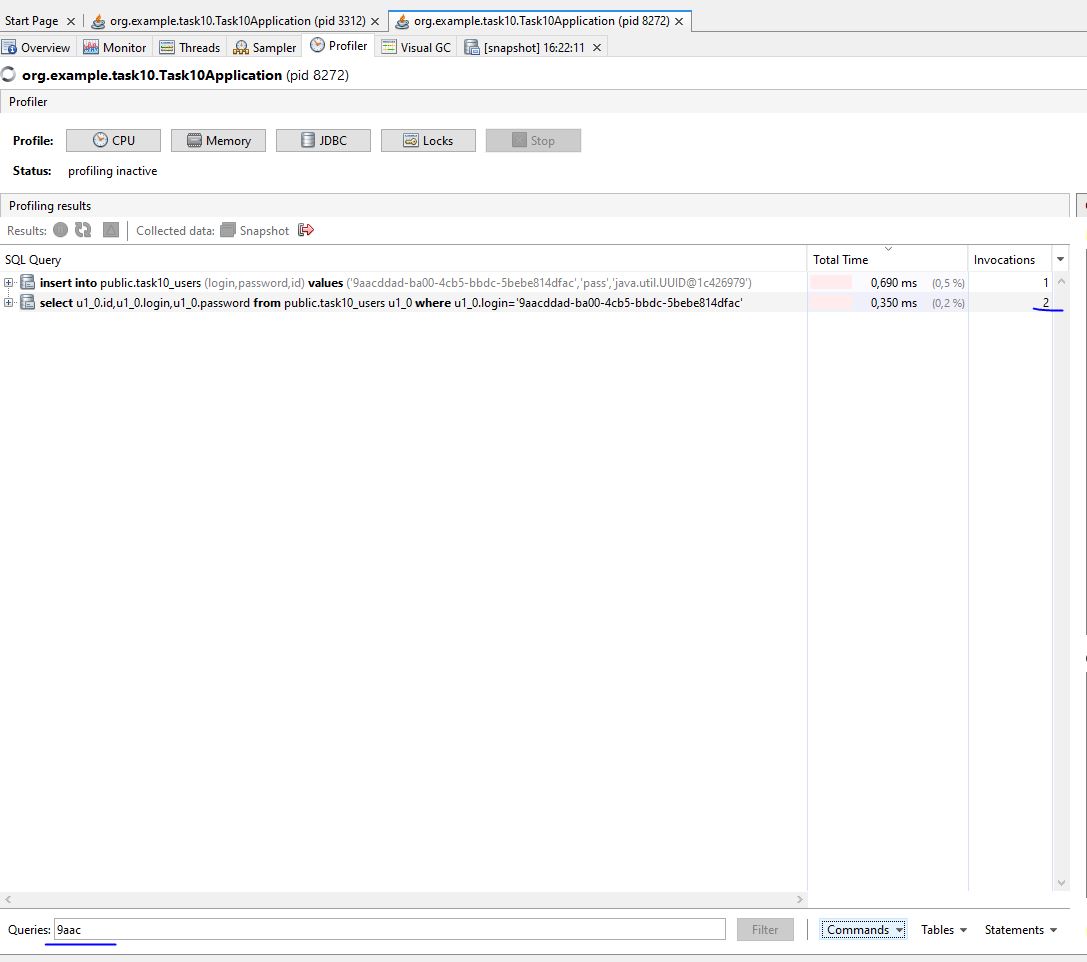 Start Page
org.example.task10.Task10Application (pid 3312)
org.example.task10.Task10Application (pid 8272)
Overview
Monitor
Threads
Sampler
Profiler
Visual GC
[snapshot] 16:22:11
org.example.task10.Task10Application (pid 8272)
Profiler
Profile:
CPU
Memory
JDBC
Locks
Stop
Status: profiling inactive
Profiling results
Results:
Collected data:
Snapshot
SQL Query
Total Time
Invocations
insert into public.task10_users (login,password,id) values ('9aacddad-ba00-4cb5-bbdc-5bebe814dfac','pass','java.util.UUID@1c426979')
0,690 ms (0,5 %)
1
select u1_0.id,u1_0.login,u1_0.password from public.task10_users u1_0 where u1_0.login='9aacddad-ba00-4cb5-bbdc-5bebe814dfac'
0,350 ms (0,2 %)
2
Queries: 9aac
Filter
Commands
Tables
Statements